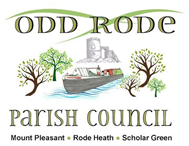 ODD RODE
PARISH COUNCIL
Mount Pleasant Rode Heath Scholar Green